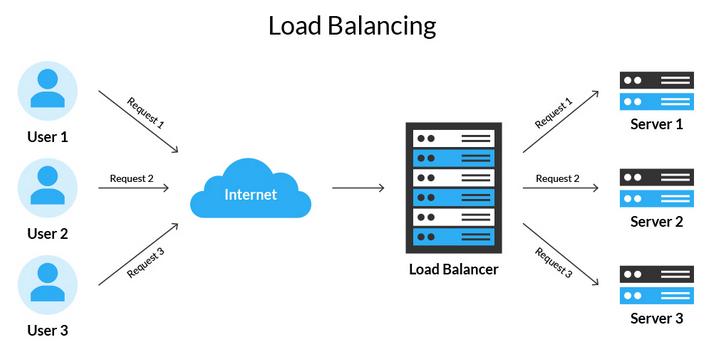 Load Balancing
User 1
Request 1
User 2
Request 2
User 3
Request 3
Internet
Load Balancer
Request 1
Server 1
Request 2
Server 2
Request 3
Server 3